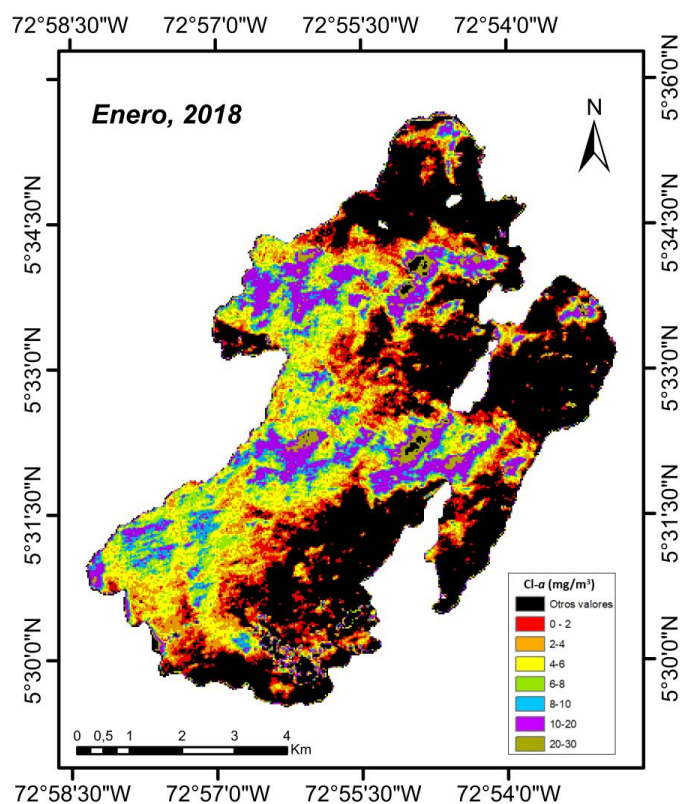 72°58'30"W 72°57'0"W 72°55'30"W 72°54'0"W
5°36'0"N
Enero, 2018
N
5°34'30"N 5°34'30"N
5°33'0"N 5°33'0"N
5°31'30"N 5°31'30"N
Cl-a (mg/m³)
Otros valores
0 - 2
2-4
4-6
6-8
8-10
10-20
20-30
5°30'0"N 5°30'0"N
0 0,5 1 2 3 4
Km
72°58'30"W 72°57'0"W 72°55'30"W 72°54'0"W